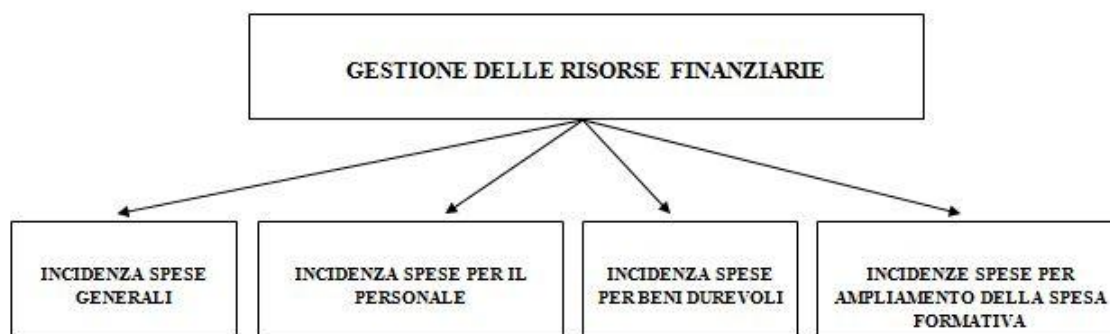 GESTIONE DELLE RISORSE FINANZIARIE
INCIDENZA SPESE
GENERALI
INCIDENZA SPESE PER IL
PERSONALE
INCIDENZA SPESE
PER BENI DUREVOLI
INCIDENZE SPESE PER
AMPLIAMENTO DELLA SPESA
FORMATIVA